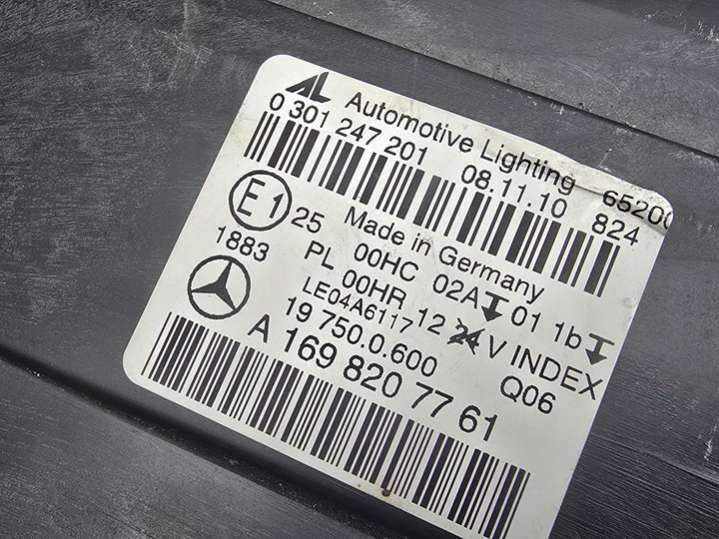 AL Automotive Lighting 6520
0 301 247 201 08.11.10 824
E1 25 Made in Germany
1883 PL 00HC 02A 01 1b
00HR 12 24 V INDEX
LE04A6117 Q06
19 750.0.600
A 169 820 77 61